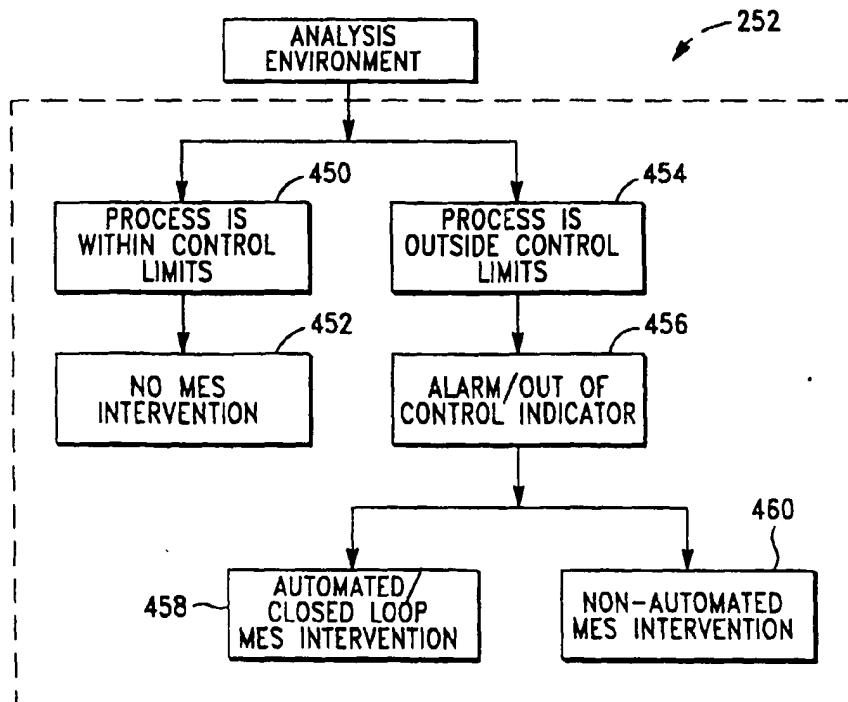 ANALYSIS
ENVIRONMENT
252
450
454
PROCESS IS
WITHIN CONTROL
LIMITS
PROCESS IS
OUTSIDE CONTROL
LIMITS
452
456
NO MES
INTERVENTION
ALARM/OUT OF
CONTROL INDICATOR
460
458
AUTOMATED/
CLOSED LOOP
MES INTERVENTION
NON-AUTOMATED
MES INTERVENTION